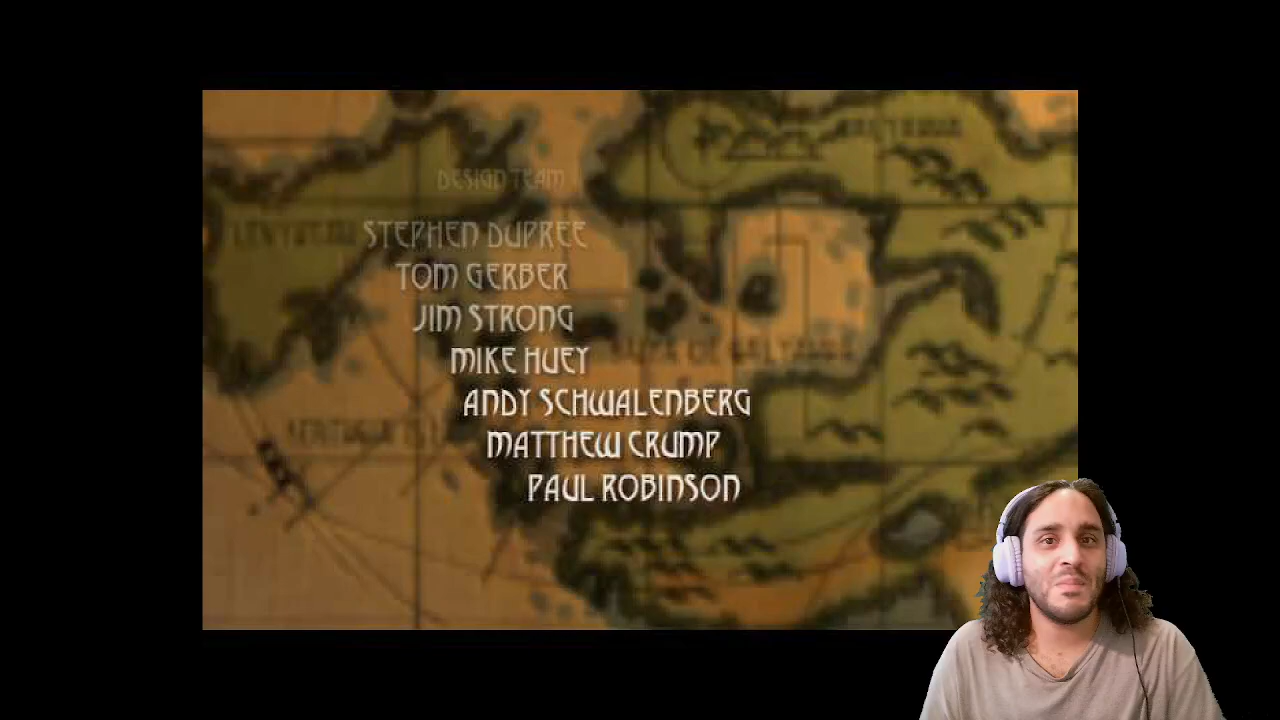 DESIGN TEAM
STEPHEN DUPREE
TOM GERBER
JIM STRONG
MIKE HUEY
ANDY SCHWALENBERG
MATTHEW CRUMP
PAUL ROBINSON